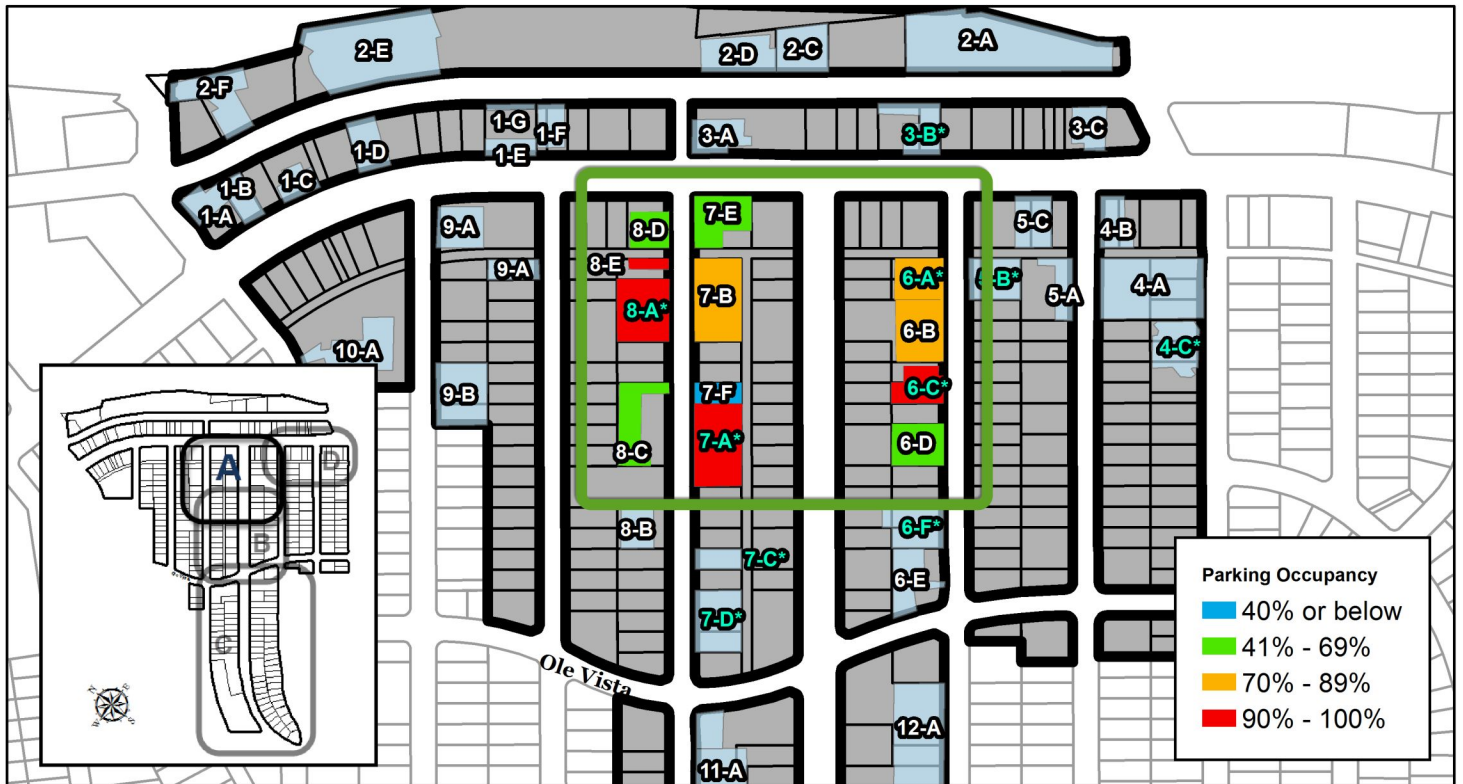 2-A
2-E
2-D
2-C
2-F
1-G
1-F
1-E
1-D
1-C
1-B
1-A
3-A
3-B*
3-C
9-A
8-D
7-E
5-C
4-B
9-A
8-E
8-A*
7-B
6-A*
6-B
5-B*
5-A
4-A
10-A
9-B
7-F
6-C*
4-C*
8-C
7-A*
6-D
8-B
7-C*
6-F*
6-E
7-D*
Ole Vista
11-A
12-A
A
D
B
C
N
E
W
S
Parking Occupancy
40% or below
41% - 69%
70% - 89%
90% - 100%